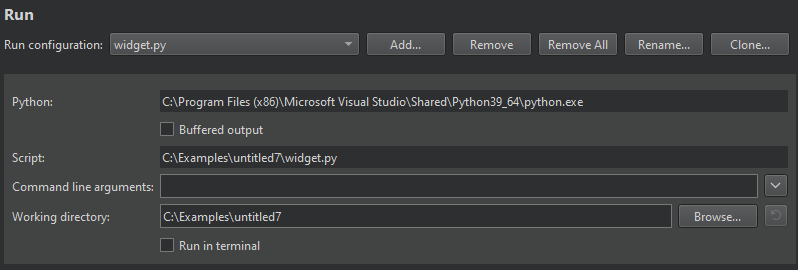 Run
Run configuration: widget.py Add... Remove Remove All Rename... Clone...
Python: C:\Program Files (x86)\Microsoft Visual Studio\Shared\Python39_64\python.exe
Buffered output
Script: C:\Examples\untitled7\widget.py
Command line arguments:
Working directory: C:\Examples\untitled7 Browse...
Run in terminal